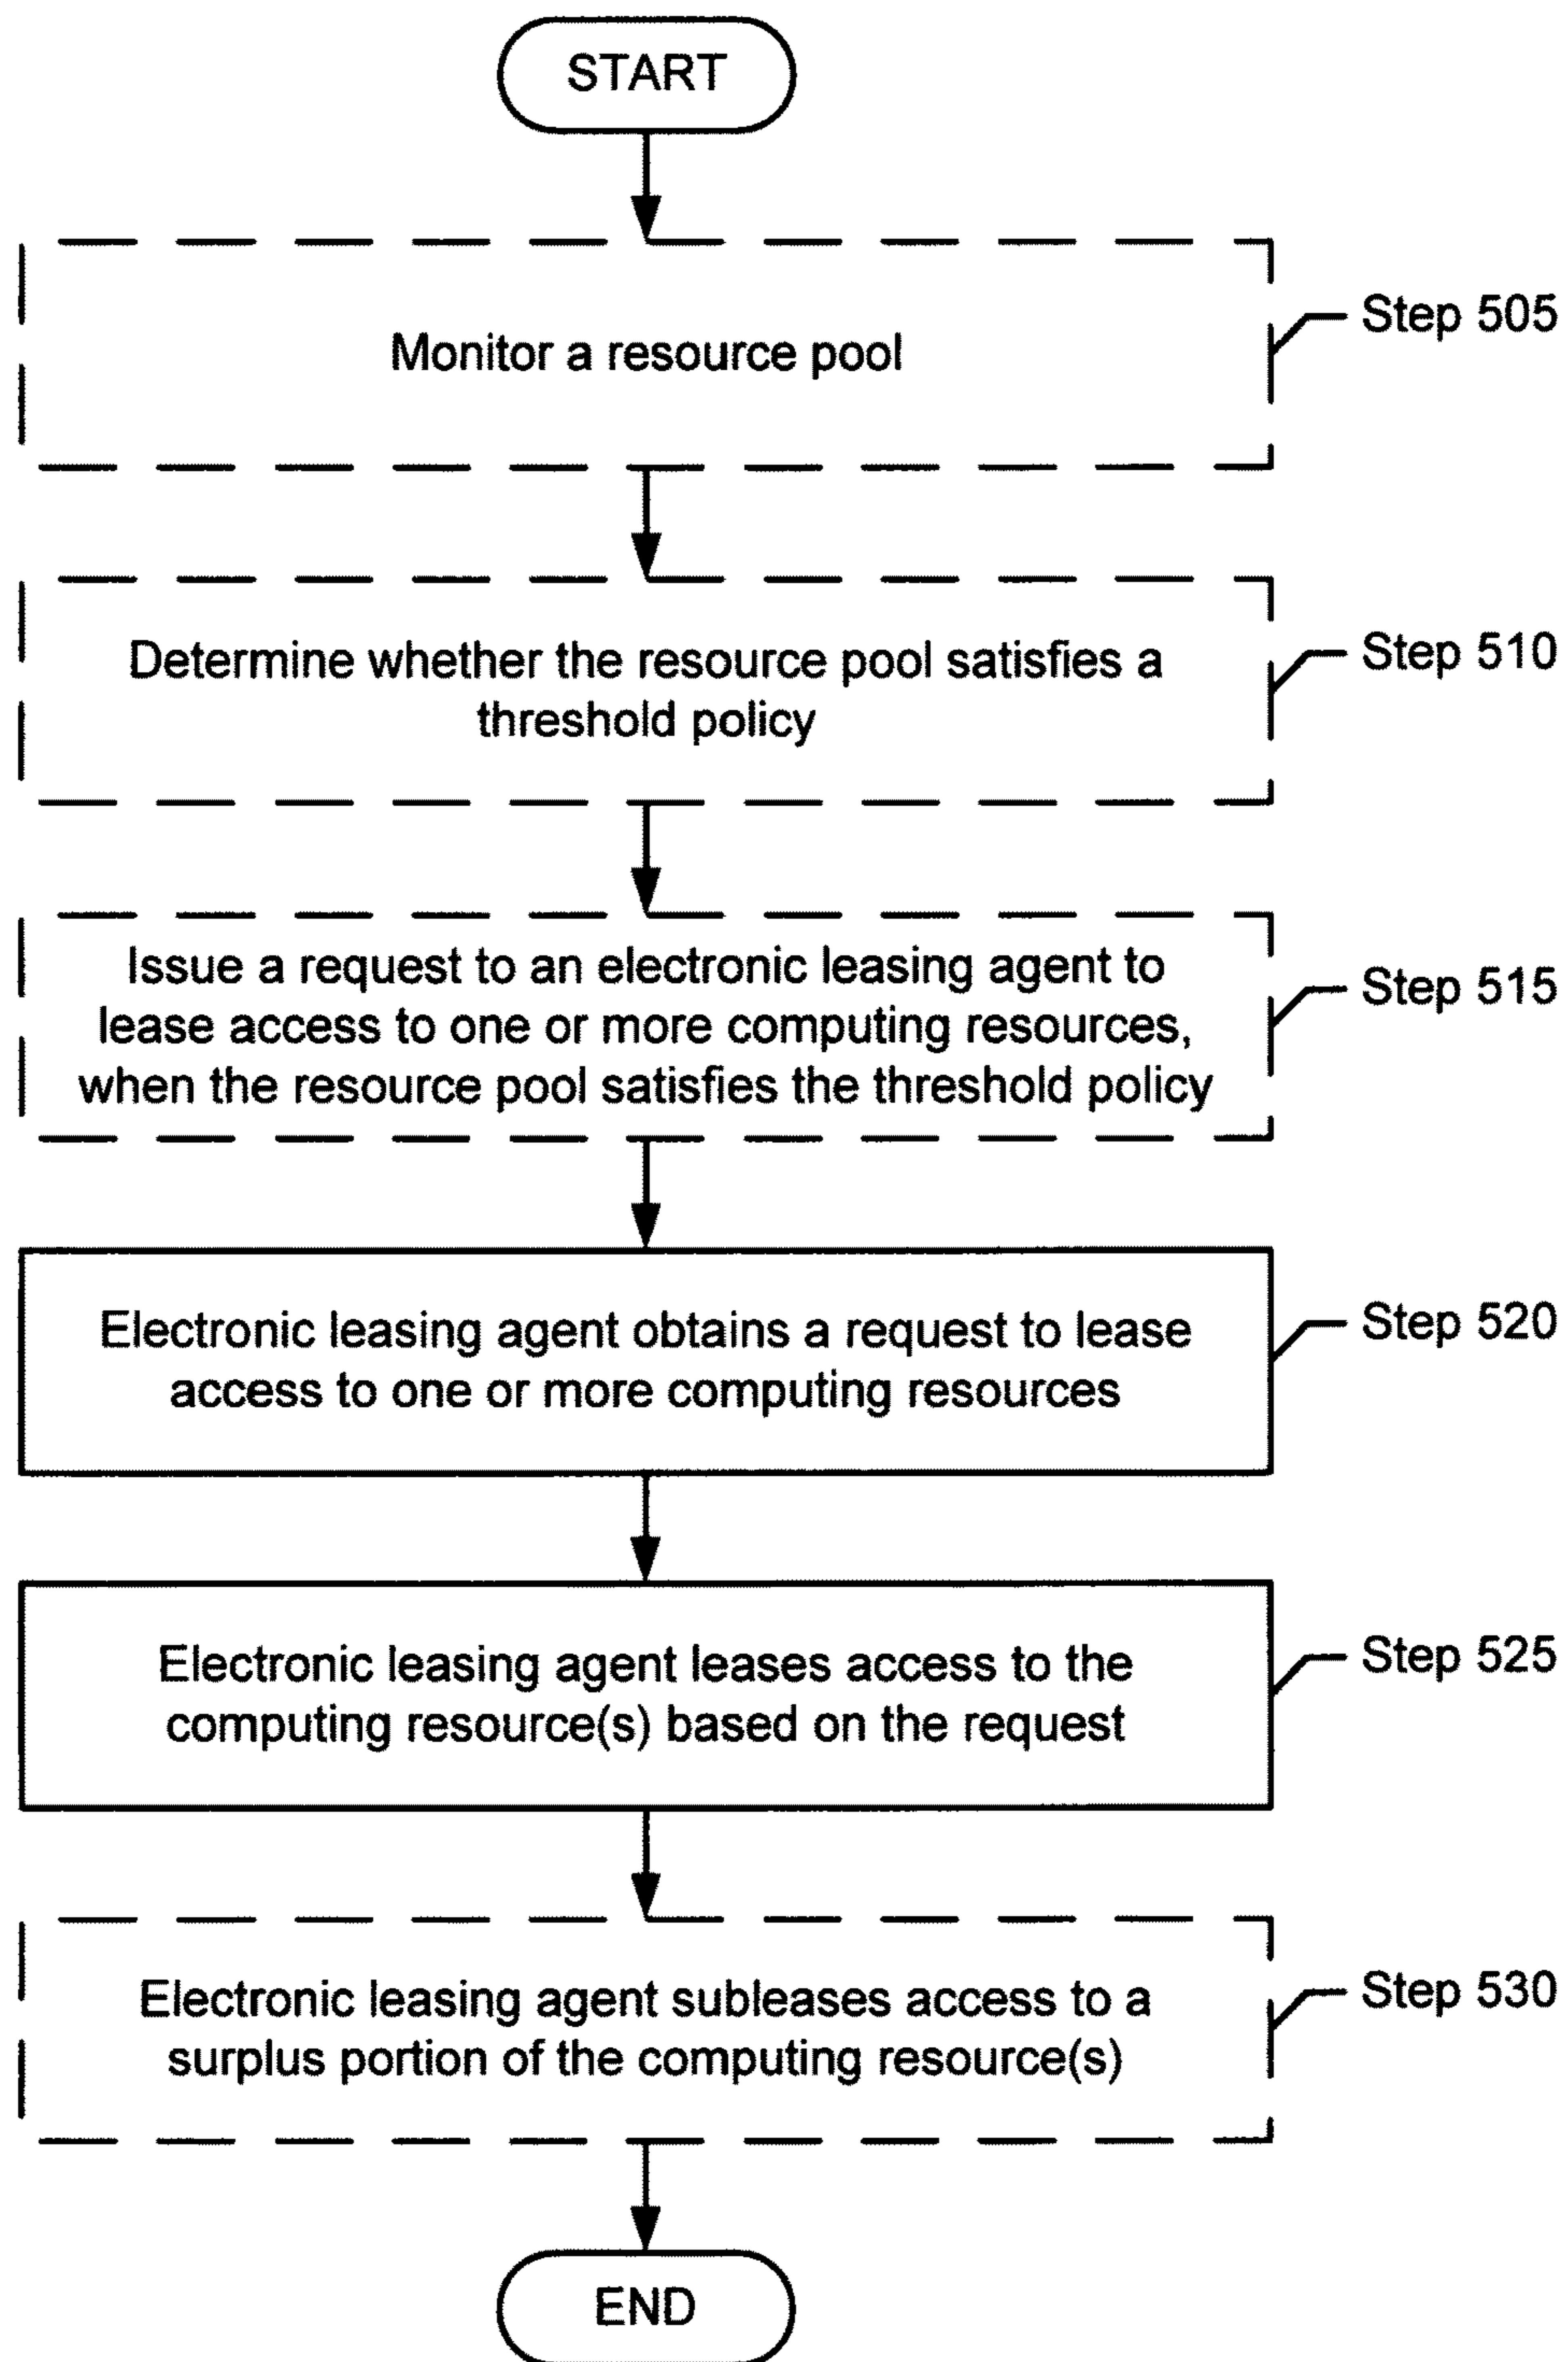 START
Monitor a resource pool
Step 505
Determine whether the resource pool satisfies a
threshold policy
Step 510
Issue a request to an electronic leasing agent to
lease access to one or more computing resources,
when the resource pool satisfies the threshold policy
Step 515
Electronic leasing agent obtains a request to lease
access to one or more computing resources
Step 520
Electronic leasing agent leases access to the
computing resource(s) based on the request
Step 525
Electronic leasing agent subleases access to a
surplus portion of the computing resource(s)
Step 530
END